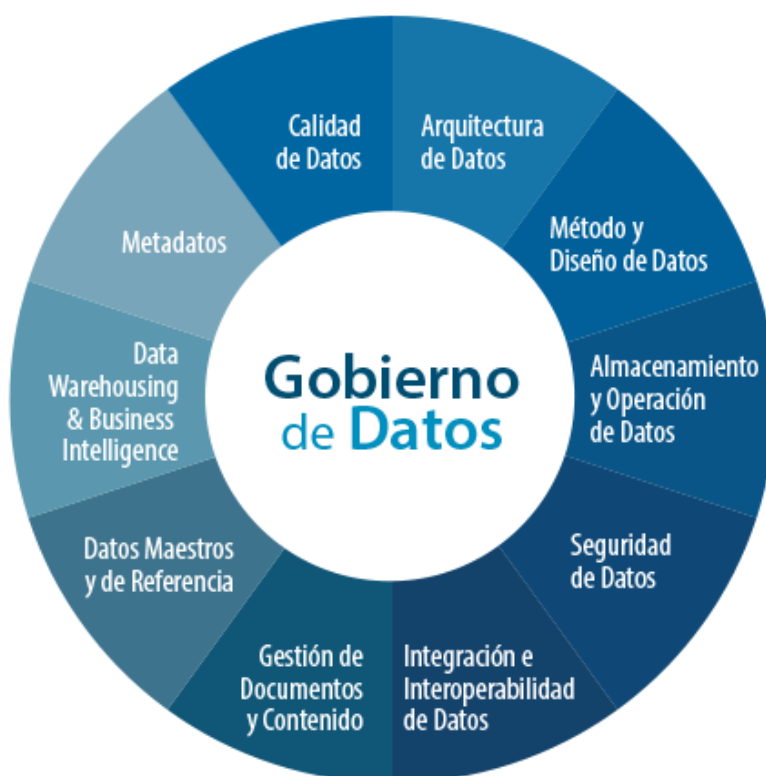 Calidad
de Datos
Arquitectura
de Datos
Método y
Diseño de Datos
Almacenamiento
y Operación
de Datos
Seguridad
de Datos
Integración e
Interoperabilidad
de Datos
Gestión de
Documentos
y Contenido
Datos Maestros
y de Referencia
Data
Warehousing
& Business
Intelligence
Metadatos
Gobierno
de Datos